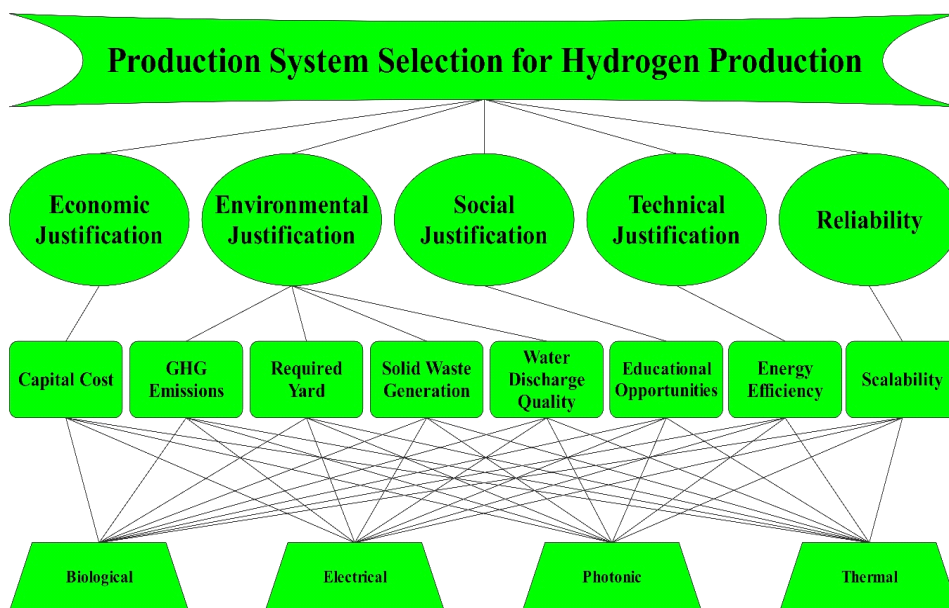 Production System Selection for Hydrogen Production
Economic
Justification
Environmental
Justification
Social
Justification
Technical
Justification
Reliability
Capital Cost
GHG
Emissions
Required
Yard
Solid Waste
Generation
Water
Discharge
Quality
Educational
Opportunities
Energy
Efficiency
Scalability
Biological
Electrical
Photonic
Thermal